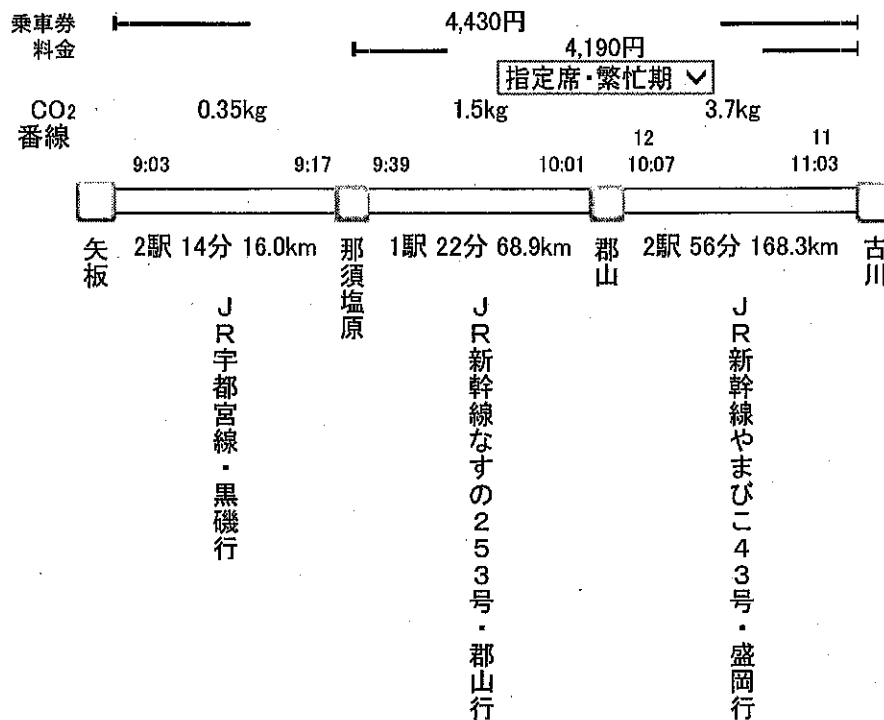 乗車券 4,430円
料金 4,190円
指定席・繁忙期
CO2 0.35kg 1.5kg 3.7kg
番線 12 11
9:03 9:17 9:39 10:01 10:07 11:03
矢板 2駅 14分 16.0km 那須塩原 1駅 22分 68.9km 郡山 2駅 56分 168.3km 古川
JR宇都宮線・黒磯行
JR新幹線なすの253号・郡山行
JR新幹線やまびこ43号・盛岡行